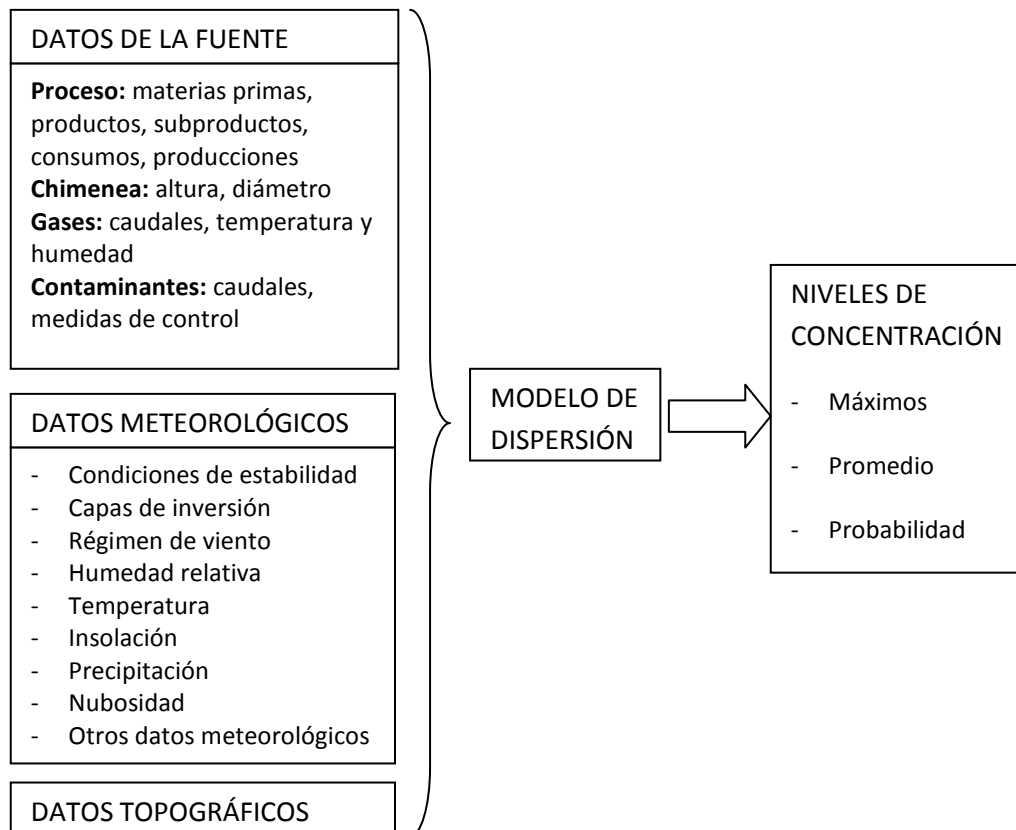 DATOS DE LA FUENTE
Proceso: materias primas,
productos, subproductos,
consumos, producciones
Chimenea: altura, diámetro
Gases: caudales, temperatura y
humedad
Contaminantes: caudales,
medidas de control
DATOS METEOROLÓGICOS
- Condiciones de estabilidad
- Capas de inversión
- Régimen de viento
- Humedad relativa
- Temperatura
- Insolación
- Precipitación
- Nubosidad
- Otros datos meteorológicos
DATOS TOPOGRÁFICOS
MODELO DE
DISPERSIÓN
NIVELES DE
CONCENTRACIÓN
- Máximos
- Promedio
- Probabilidad